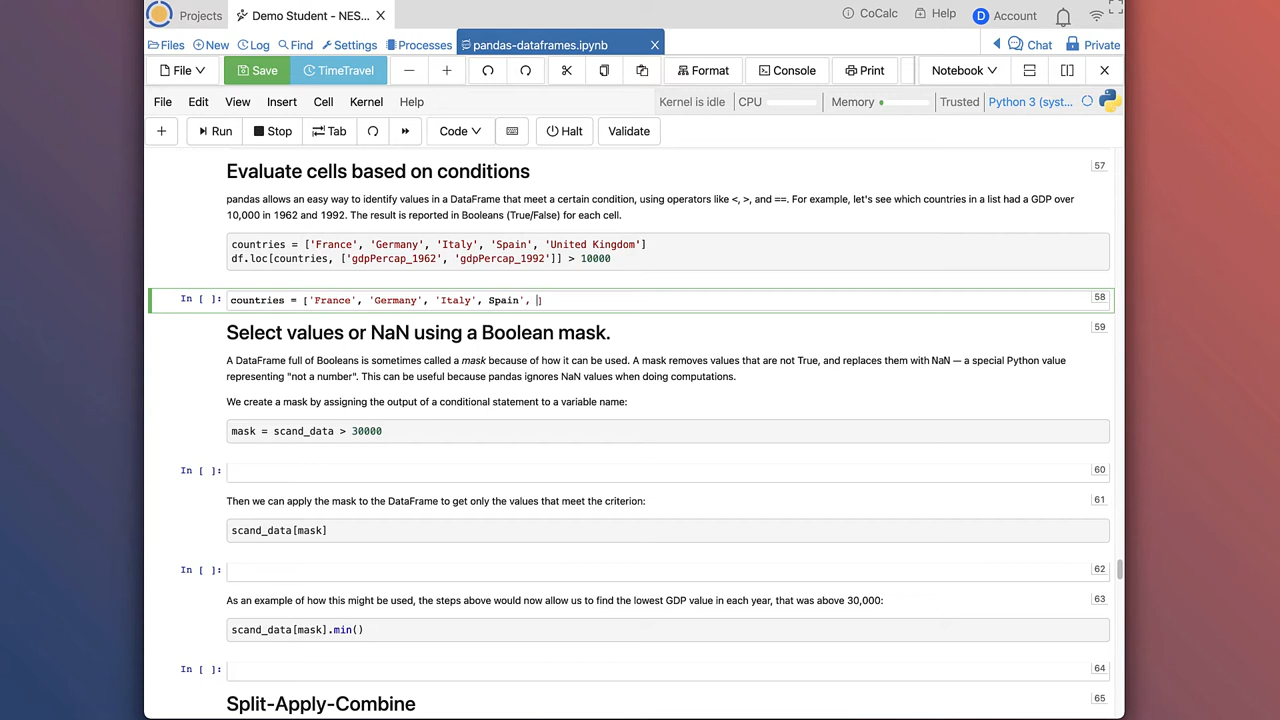 Projects
Demo Student - NES...
CoCalc
Help
Account
Files
New
Log
Find
Settings
Processes
pandas-dataframes.ipynb
Chat
Private
File
Save
TimeTravel
Format
Console
Print
Notebook
File Edit View Insert Cell Kernel Help
Kernel is idle
CPU
Memory
Trusted
Python 3 (syst...
Run
Stop
Tab
Code
Halt
Validate
Evaluate cells based on conditions
57
pandas allows an easy way to identify values in a DataFrame that meet a certain condition, using operators like <, >, and ==. For example, let's see which countries in a list had a GDP over
10,000 in 1962 and 1992. The result is reported in Booleans (True/False) for each cell.
countries = ['France', 'Germany', 'Italy', 'Spain', 'United Kingdom']
df.loc[countries, ['gdpPercap_1962', 'gdpPercap_1992']] > 10000
In [ ]: countries = ['France', 'Germany', 'Italy', Spain', ]
58
Select values or NaN using a Boolean mask.
59
A DataFrame full of Booleans is sometimes called a mask because of how it can be used. A mask removes values that are not True, and replaces them with NaN — a special Python value
representing "not a number". This can be useful because pandas ignores NaN values when doing computations.
We create a mask by assigning the output of a conditional statement to a variable name:
mask = scand_data > 30000
In [ ]:
60
Then we can apply the mask to the DataFrame to get only the values that meet the criterion:
61
scand_data[mask]
In [ ]:
62
As an example of how this might be used, the steps above would now allow us to find the lowest GDP value in each year, that was above 30,000:
63
scand_data[mask].min()
In [ ]:
64
Split-Apply-Combine
65